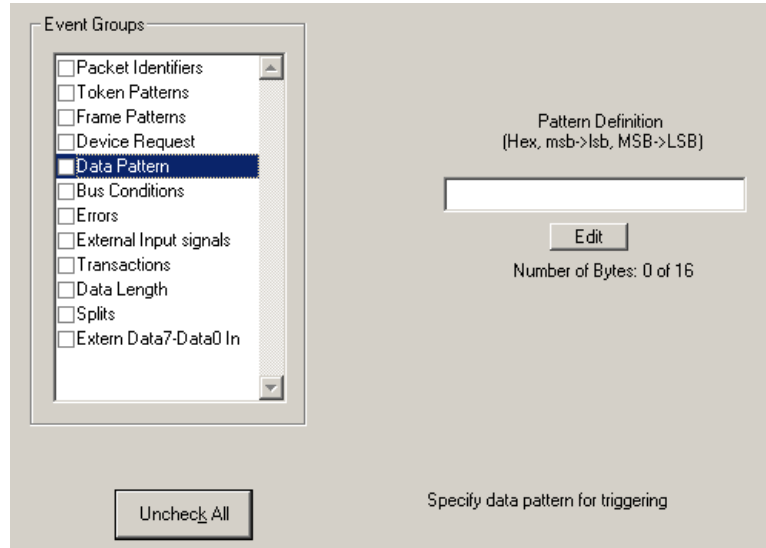 Event Groups
Packet Identifiers
Token Patterns
Frame Patterns
Device Request
Data Pattern
Bus Conditions
Errors
External Input signals
Transactions
Data Length
Splits
Extern Data7-Data0 In
Pattern Definition
(Hex, msb->lsb, MSB->LSB)
Edit
Number of Bytes: 0 of 16
Uncheck All
Specify data pattern for triggering